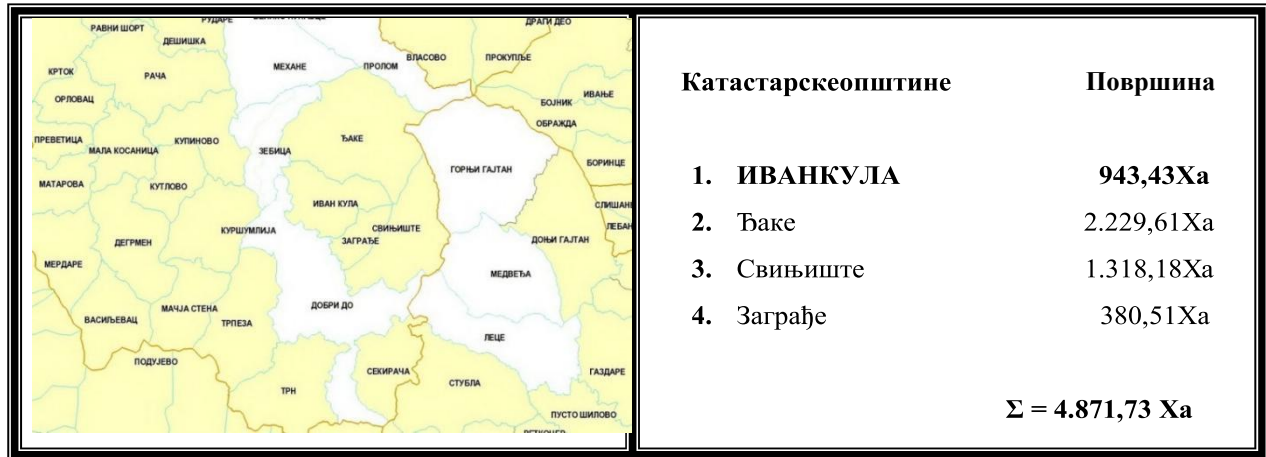 РУДАРЕ
ДРАГИ ДЕО
РАВНИ ШОРТ
ДЕШИШКА
ВЛАСОВО
ПРОКУПЉЕ
МЕХАНЕ
ПРОЛОМ
КРТОК
РАЧА
ИВАЊЕ
ОРЛОВАЦ
БОЈНИК
ОБРАЖДА
ПРЕВЕТИЦА
МАЛА КОСАНИЦА
КУПИНОВО
ЗЕБИЦА
ЂАКЕ
ГОРЊИ ГАЈТАН
БОРИНЦЕ
МАТАРОВА
КУТЛОВО
ИВАН КУЛА
СЛИШАН
СВИЊИШТЕ
ЛЕБАН
КУРШУМЛИЈА
ЗАГРАЂЕ
ДОЊИ ГАЈТАН
ДЕГРМЕН
МЕРДАРЕ
МЕДВЕЂА
МАЧЈА СТЕНА
ДОБРИ ДО
ВАСИЉЕВАЦ
ТРПЕЗА
ЛЕЦЕ
ПОДУЈЕВО
СЕКИРАЧА
ГАЗДАРЕ
ТРН
СТУБЛА
ПУСТО ШИЛОВО
Катастарскеопштине Површина
1. ИВАНКУЛА 943,43Ха
2. Ђаке 2.229,61Ха
3. Свињиште 1.318,18Ха
4. Заграђе 380,51Ха
Σ = 4.871,73 Ха